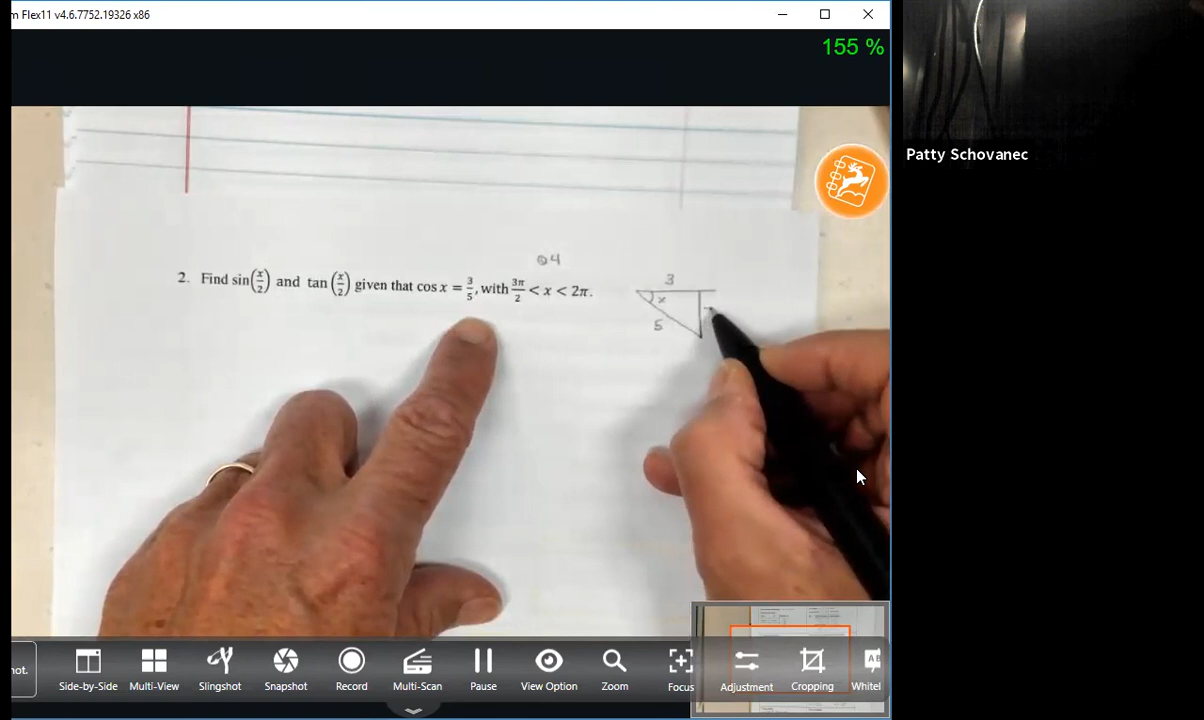 m Flex11 v4.6.7752.19326 x86
155 %
Patty Schovanec
Q4
2. Find sin(x/2) and tan(x/2) given that cos x = 3/5, with 3π/2 < x < 2π.
3
x
5
not.
Side-by-Side
Multi-View
Slingshot
Snapshot
Record
Multi-Scan
Pause
View Option
Zoom
Focus
Adjustment
Cropping
Whitel